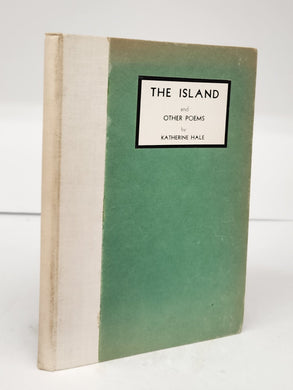 THE ISLAND
and
OTHER POEMS
by
KATHERINE HALE